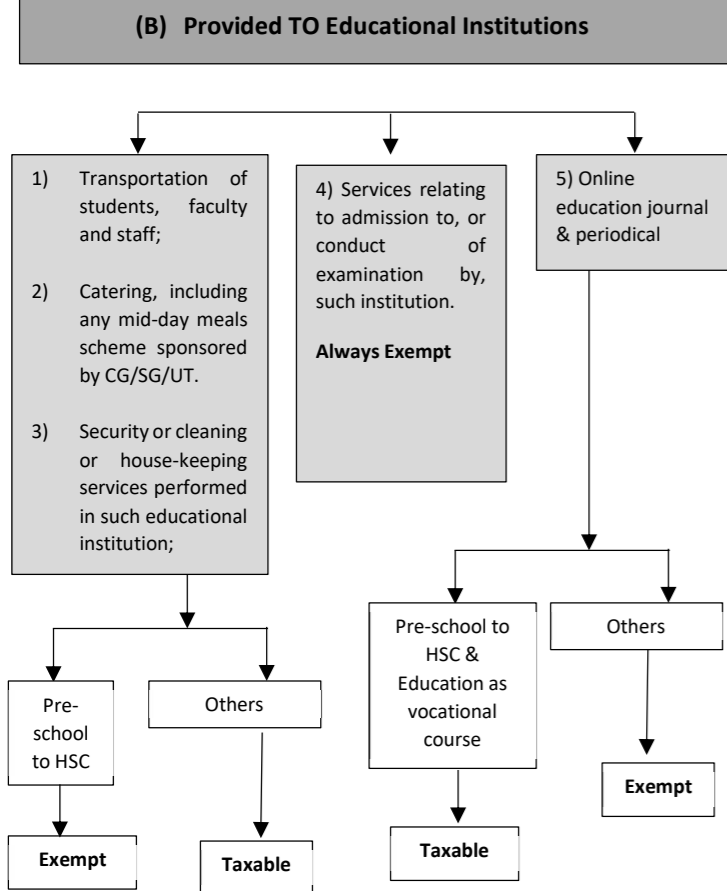 (B) Provided TO Educational Institutions
1) Transportation of
students, faculty
and staff;
2) Catering, including
any mid-day meals
scheme sponsored
by CG/SG/UT.
3) Security or cleaning
or house-keeping
services performed
in such educational
institution;
4) Services relating
to admission to, or
conduct of
examination by,
such institution.
Always Exempt
5) Online
education journal
& periodical
Pre-
school
to HSC
Others
Exempt
Taxable
Pre-school to
HSC &
Education as
vocational
course
Others
Taxable
Exempt